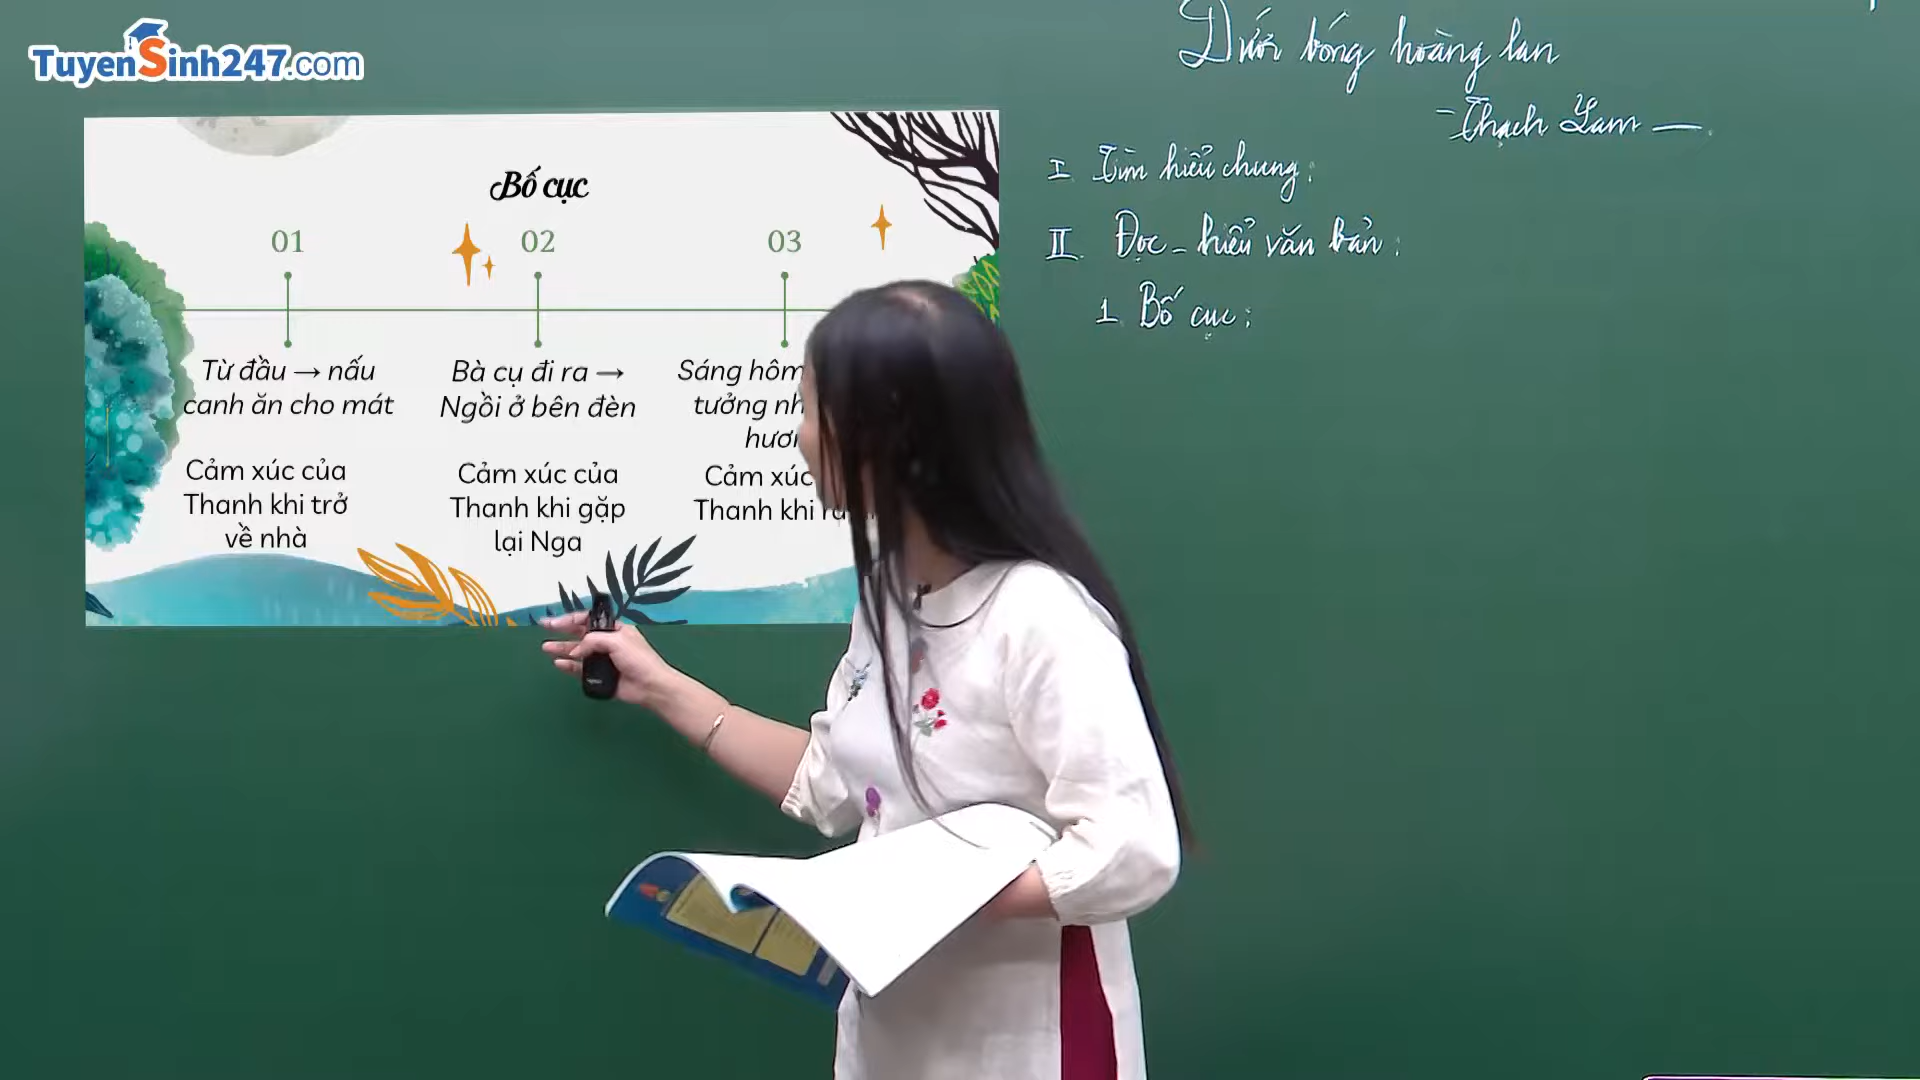 TuyenSinh247.com
Bố cục
01
Từ đầu → nấu
canh ăn cho mát
Cảm xúc của
Thanh khi trở
về nhà
02
Bà cụ đi ra →
Ngồi ở bên đèn
Cảm xúc của
Thanh khi gặp
lại Nga
03
Sáng hôm
tưởng
Cảm xúc
Thanh khi
Dưới bóng hoàng lan
- Thạch Lam —.
I. Tìm hiểu chung:
II. Đọc - hiểu văn bản:
1. Bố cục: